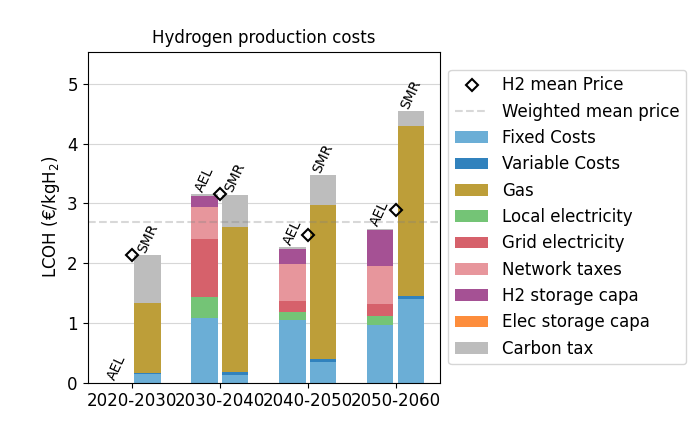 Hydrogen production costs
LCOH (€/kgH₂)
5
4
3
2
1
0
AEL
SMR
AEL
SMR
AEL
SMR
AEL
SMR
2020-2030
2030-2040
2040-2050
2050-2060
H2 mean Price
Weighted mean price
Fixed Costs
Variable Costs
Gas
Local electricity
Grid electricity
Network taxes
H2 storage capa
Elec storage capa
Carbon tax